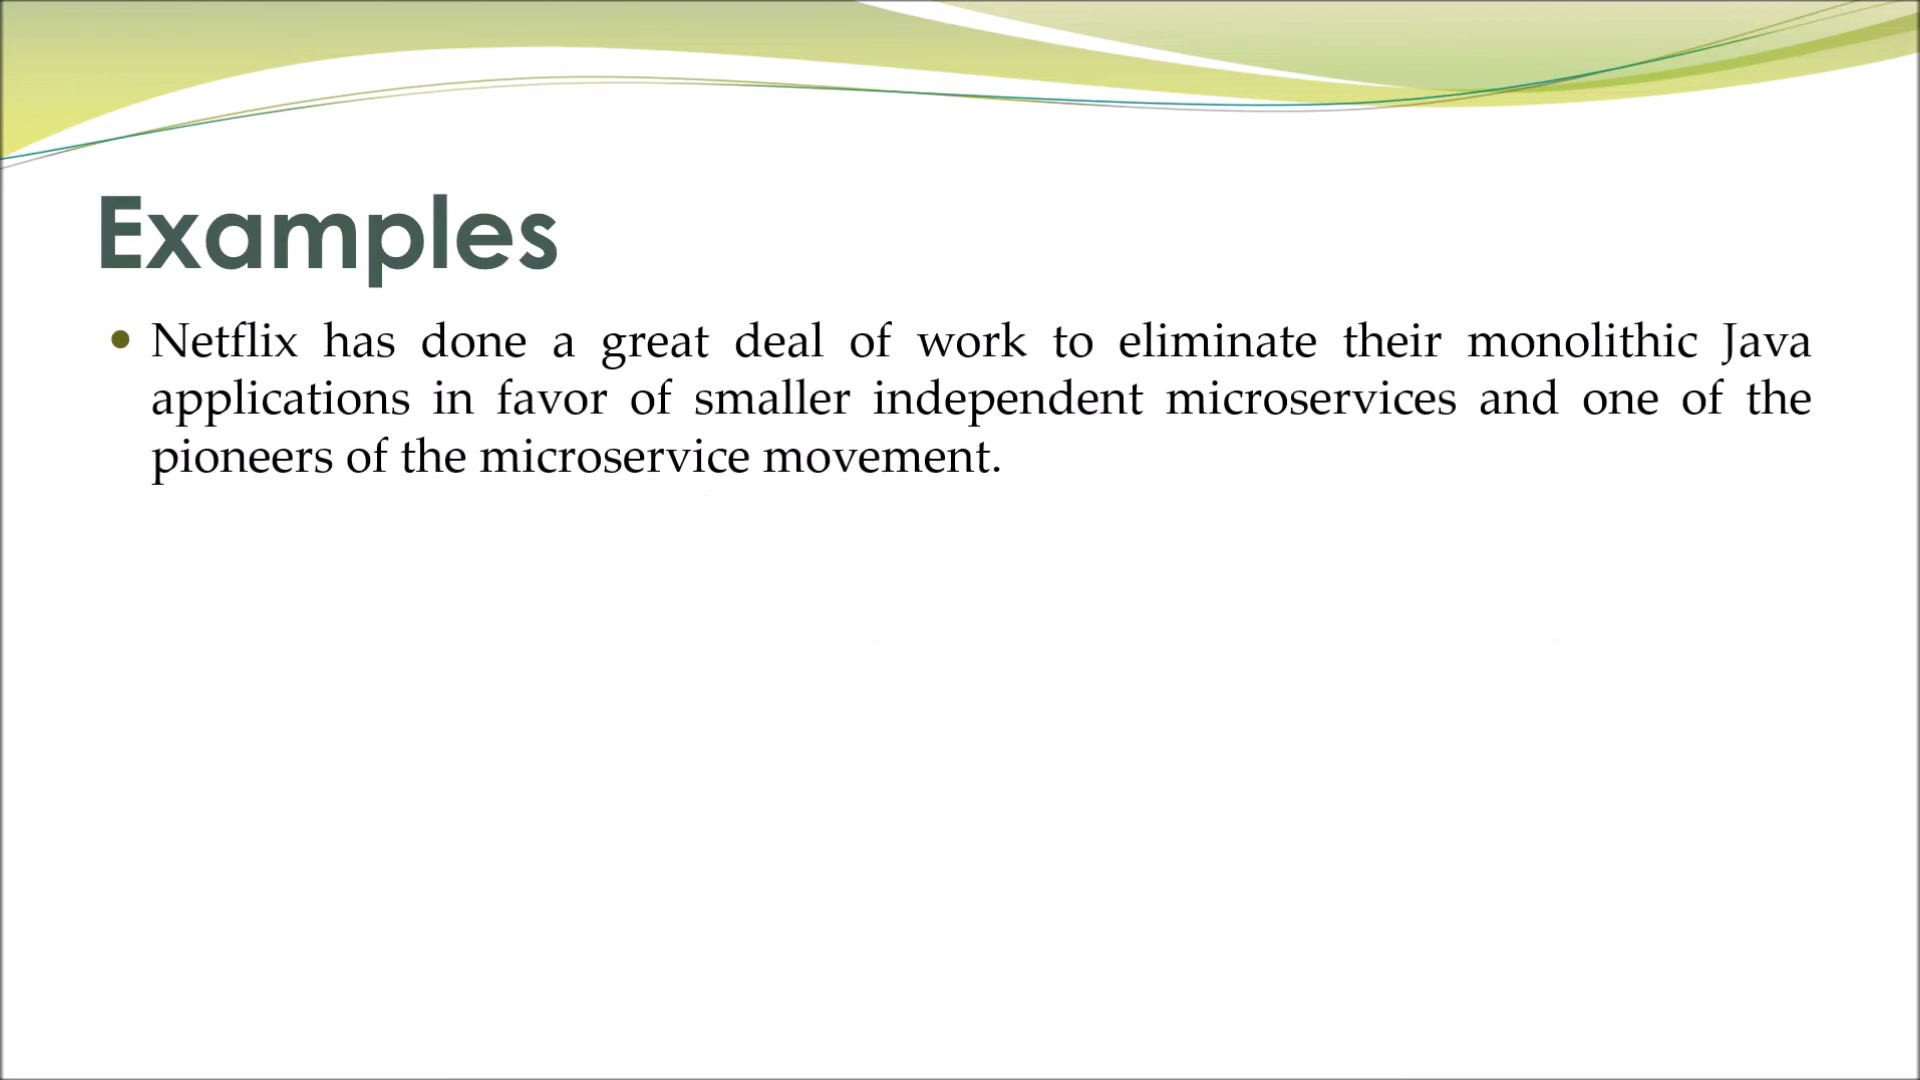 Examples
• Netflix has done a great deal of work to eliminate their monolithic Java
applications in favor of smaller independent microservices and one of the
pioneers of the microservice movement.